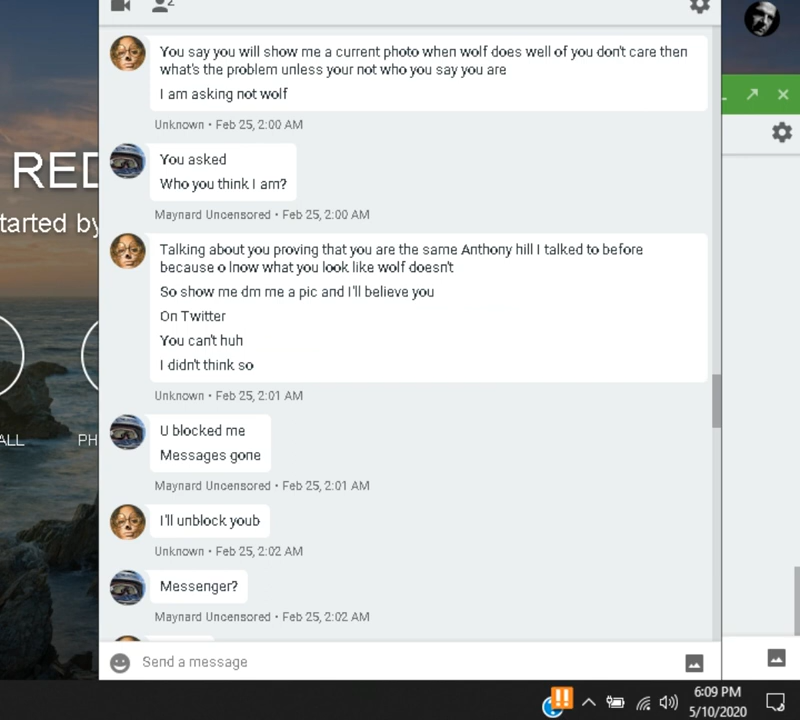 2
You say you will show me a current photo when wolf does well of you don't care then
what's the problem unless your not who you say you are
I am asking not wolf
Unknown • Feb 25, 2:00 AM
RED
You asked
Who you think I am?
Maynard Uncensored • Feb 25, 2:00 AM
tarted by
Talking about you proving that you are the same Anthony hill I talked to before
because o lnow what you look like wolf doesn't
So show me dm me a pic and I'll believe you
On Twitter
You can't huh
I didn't think so
Unknown • Feb 25, 2:01 AM
ALL
PH
U blocked me
Messages gone
Maynard Uncensored • Feb 25, 2:01 AM
I'll unblock youb
Unknown • Feb 25, 2:02 AM
Messenger?
Maynard Uncensored • Feb 25, 2:02 AM
Send a message
6:09 PM
5/10/2020